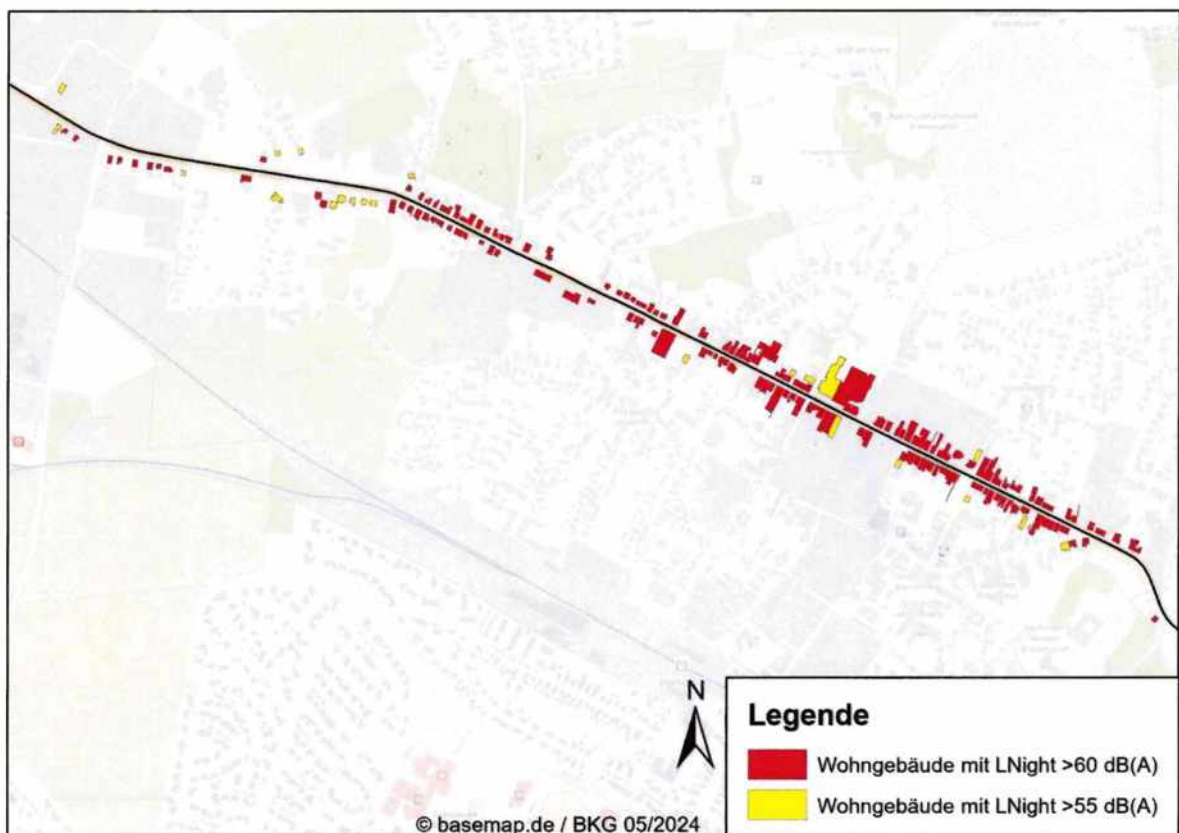 N
Legende
Wohngebäude mit LNight >60 dB(A)
Wohngebäude mit LNight >55 dB(A)
© basemap.de / BKG 05/2024